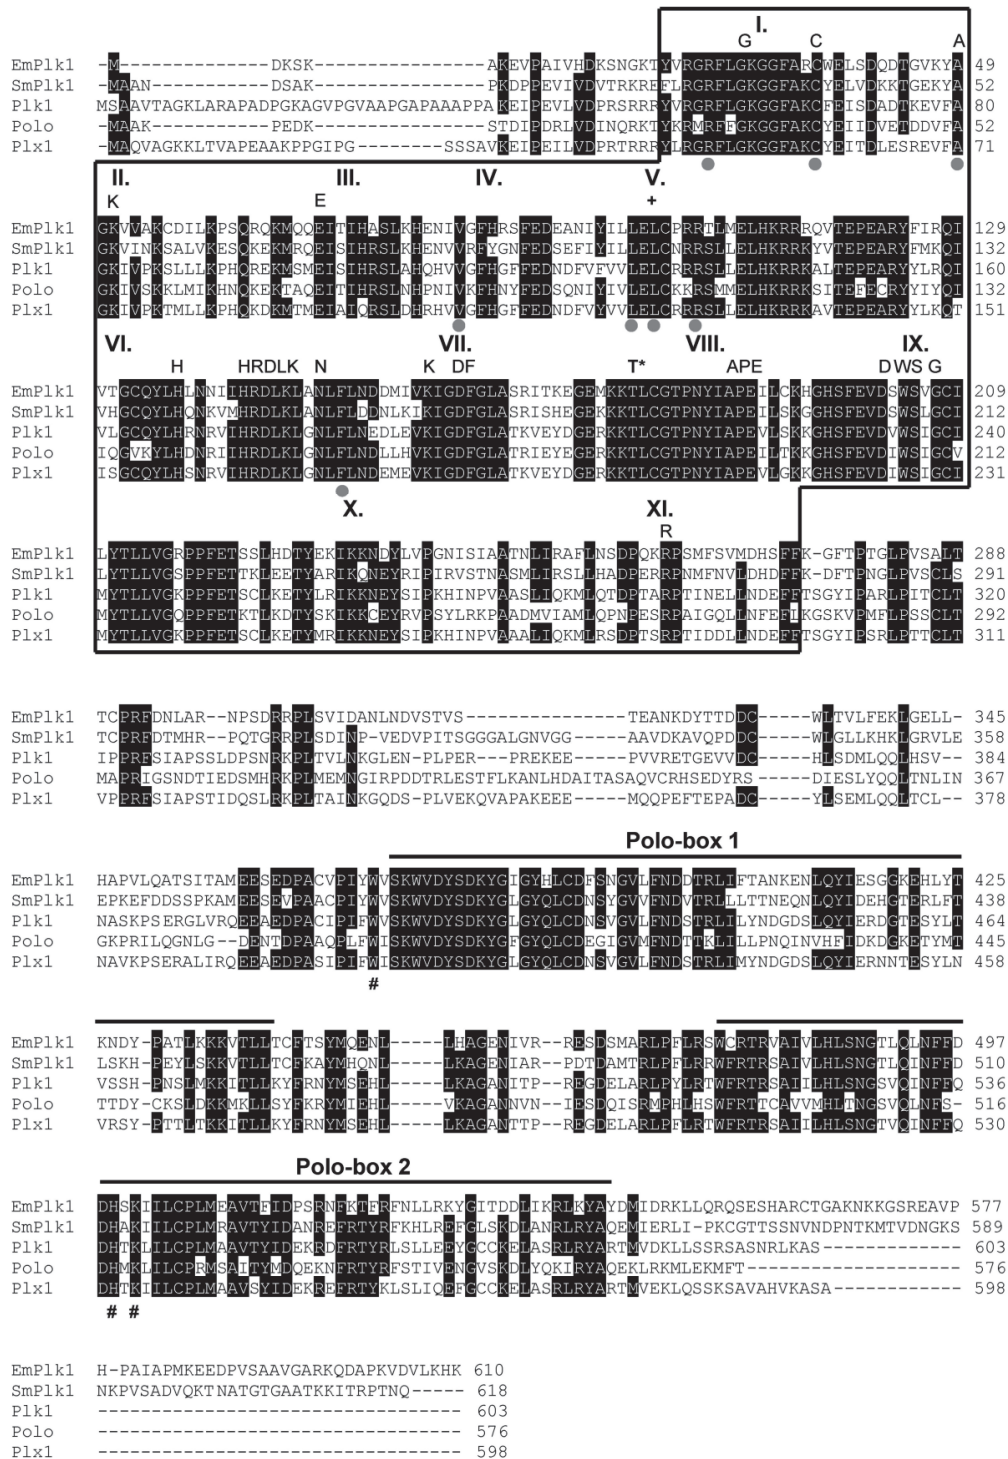 I.
G C A
EmPlk1 -M--------------DKSK----------------AKEVPAIVHDKSNGKTYVRGRFLGKGGFARCWELSDQDTGVKYA 49
SmPlk1 -MAAN-----------DSAK----------------PKDPPEVILVDVTRKREFLRGRFLGKGGFAKCYELVDKKTGEKYA 52
Plk1 MSAAVTAGKLARAPADPGKAGVPGVAAPGAPAAAPPAKEIPEVLVDPRSRRRYVRGRFLGKGGFAKCFEISDADTKEVFA 80
Polo -MAAK-----------PEDK----------------STDIPDRLVDINQRKTYKRMRFFGKGGFAKCYEIIDVETDDVFA 52
Plx1 -MAQVAGKKLTVAPEAAKPPGIPG-------SSSAVKEIPEILVDPRTRRRYLRGRFLGKGGFAKCYEITDLESREVFA 71
II. III. IV. V.
K E +
EmPlk1 GKVVAKCDILKPSQRQKMQQEITIHASLKHENIVGFHRSFEDEANIYILLELCPRRTLMELHKRRRQVTEPEARYFIRQI 129
SmPlk1 GKVINKSALVKESQKEKMRQEISIHRSLKHENVVRFYGNFEDSEFIYILLELCNRRSLLELHKRRKYVTEPEARYFMKQI 132
Plk1 GKIVPKSLLLKPHQREKMSMEISIHRSLAHQHVVGFHGFFEDNDFVFVVLELCRRRSLLELHKRRKALTEPEARYYLRQI 160
Polo GKIVSKKLMIKHNQKEKTAQEITIHRSLNHPNIVKFHNYFEDSQNIYIVLELCKKRSMMELHKRRKSITEFECRYYIYQI 132
Plx1 GKIVPKTMLLKPHQKDKMTMEIAIQRSLDHRHVVGFHGFFEDNDFVYVVLELCRRRSLLELHKRRKAVTEPEARYYLKQT 151
VI. VII. VIII. IX.
H HRDLK N K DF T* APE DWS G
EmPlk1 VTGCQYLHLNNIIHRDLKLANLFLNDDMIVKIGDFGLASRITKEGEMKKTLCGTPNYIAPEILCKHGHSFEVDSWSLGCI 209
SmPlk1 VHGCQYLHQNKVMHRDLKLGNLFLDDNLKIKIGDFGLASRISHEGEKKKTLCGTPNYIAPEILTKKGHSFEVDTWSVGCI 212
Plk1 VLGCQYLHRNRVIHRDLKLGNLFLNEDLEVKIGDFGLATKVEYDGERKKTLCGTPNYIAPEVLSKKGHSFEVDVWSIGCI 240
Polo IQGVKYLHDNRIIHRDLKLGNLFLNDLLHVKIGDFGLATRIEYEGERKKTLCGTPNYIAPEILTKKGHSFEVDIWSIGCV 212
Plx1 ISGCQYLHSNRVIHRDLKLGNLFLNDEMEVKIGDFGLATKVEYDGERKKTLCGTPNYIAPEVLGKKGHSFEVDIWSIGCI 231
X. XI.
R
EmPlk1 LYTLLVGRPPFETSSLHDTYEKIKKNDYLVPGNISIAATNLIRAFLNSDPQKRPSMFSVMDHSFFK-GFTPTGLPVSALT 288
SmPlk1 LYTLLVGSPPFETTKLEETYARIKQNEYRIPIRVSTNASMLIRSLLHADPERRPNMFNVLDHDFFK-DFTPNGLPVSCLS 291
Plk1 MYTLLVGKPPFETSCLKETYLRIKKNEYSIPKHINPVAASLIQKMLQTDPTARPTINELLNDEFFTSGYIPARLPITCLT 320
Polo MYTLLVGQPPFETKTLKDTYSKIKKCEYRVPSYLRKPAADMVIAMLQPNPESRPAIGQLLNFEFLKGSKVPMFLPSSCLT 292
Plx1 MYTLLVGKPPFETSCLKETYMRIKKNEYSIPKHINPVAAALIQKMLRSDPTSRPTIDDLLNDEFFTSGYIPSRLPTTCLT 311
EmPlk1 TCPRFDNLAR--NPSDRRPLSVIDANLNDVSTVS---------------TEANKDYTTDDC-----WLTVLFEKLGELL- 345
SmPlk1 TCPRFDTMHR--PQTGRRPLSDINP-VEDVPITSGGGALGNVGG-----AAVDKAVQPDDC-----WLGLLKHKLGRVLE 358
Plk1 IPPRFSIAPSSLDPSNRKPLTVLNKGLEN-PLPER---PREKEE-----PVVRETGEVVDC-----HLSDMLQQLHSV-- 384
Polo MAPRIGSNDTIEDSMHRKPLMEMNGIRPDDTRLESTFLKANLHDAITASAQVCRHSEDYRS-----DIESLYQQLTNLIN 367
Plx1 VPPRFSIAPSTIDQSLRKPLTAINKGQDS-PLVEKQVAPAKEEE-----MQQPEFTEPADC-----YLSEMLQQLTCL-- 378
Polo-box 1
EmPlk1 HAPVLQATSITAMEESEDPACVPIYWVSKWVDYSDKYGIGYHLCDFSNGVLFNDDTRLIFTANKENLQYIESGGKEHLYT 425
SmPlk1 EPKEFDDSSPKAMEESEVPAACPIYWVSKWVDYSDKYGLGYQLCDNSYGVVFNDVTRLLLTTNEQNLQYIDEHGTERLFT 438
Plk1 NASKPSERGLVRQEEAEDPACIPIFWVSKWVDYSDKYGLGYQLCDNSVGVLFNDSTRLILYNDGDSLQYIERDGTESYLT 464
Polo GKPRILQGNLG--DENTDPAAQPLFWISKWVDYSDKYGFGYQLCDEGIGVMFNDTTKLILLPNQINVHFIDKDGKETYMT 445
Plx1 NAVKPSERALIRQEEAEDPASIPIFWISKWVDYSDKYGLGYQLCDNSVGVLFNDSTRLIMYNDGDSLQYIERNNTESYLN 458
#
EmPlk1 KNDY-PATLKKKVTLLTCFTSYMQENL-----LHAGENIVR--RESDSMARLPFLRSWCRTRVAIVLHLSNGTLQLNFFD 497
SmPlk1 LSKH-PEYLSKKVTLLTCFKAYMHQNL-----LKAGENIAR--PDTDAMTRLPFLRRWFRTRSAIVLHLSNGTLQINFFD 510
Plk1 VSSH-PNSLMKKITLLKYFRNYMSEHL-----LKAGANITP--REGDELARLPYLRTWFRTRSAIILHLSNGSVQINFFQ 536
Polo TTDY-CKSLDKKMKLLSYFKRYMIEHL-----VKAGANNVN--IESDQISRMPHLHSWFRTTCAVVMHLTNGSVQLNFS- 516
Plx1 VRSY-PTTLTKKITLLKYFRNYMSEHL-----LKAGANTTP--REGDELARLPFLRTWFRTRSAIILHLSNGTVQINFFQ 530
Polo-box 2
EmPlk1 DHSKIILCPLMEAVTFIDPSRNFKTFRFNLLRKYGITDDLIKRLKYAYDMIDRKLLQRQSESHARCTGAKNKKGSREAVP 577
SmPlk1 DHAKIILCPLMRAVTYIDANREFRTYRFKHLREFGLSKDLANRLRYAQEMIERLI-PKCGTTSSNVNDPNTKMTVDNGKS 589
Plk1 DHTKLILCPLMAAVTYIDEKRDFRTYRLSLLEEYGCCKELASRLRYARTMVDKLLSSRSASNRLKAS------------- 603
Polo DHMKLILCPRMSAITYMDQEKNFRTYRFSTIVENGVSKDLYQKIRYAQEKLRKMLEKMFT-------------------- 576
Plx1 DHTKIILCPLMAAVSYIDEKREFRTYKLSLIQEFGCCKELASRLRYARTMVEKLQSSKSAVAHVKASA------------ 598
# #
EmPlk1 H-PAIAPMKEEDPVSAAVGARKQDAPKVDVLKHK 610
SmPlk1 NKPVSADVQKTNATGTGAATKKITRPTNQ----- 618
Plk1 ---------------------------------- 603
Polo ---------------------------------- 576
Plx1 ---------------------------------- 598